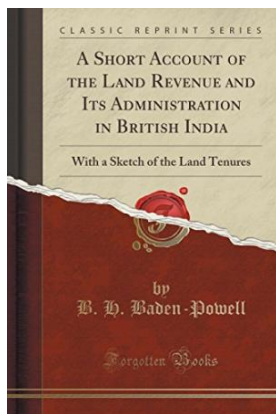 CLASSIC REPRINT SERIES
A Short Account of
the Land Revenue and
Its Administration
in British India
With a Sketch of the Land Tenures
by
B. H. Baden-Powell
Forgotten Books